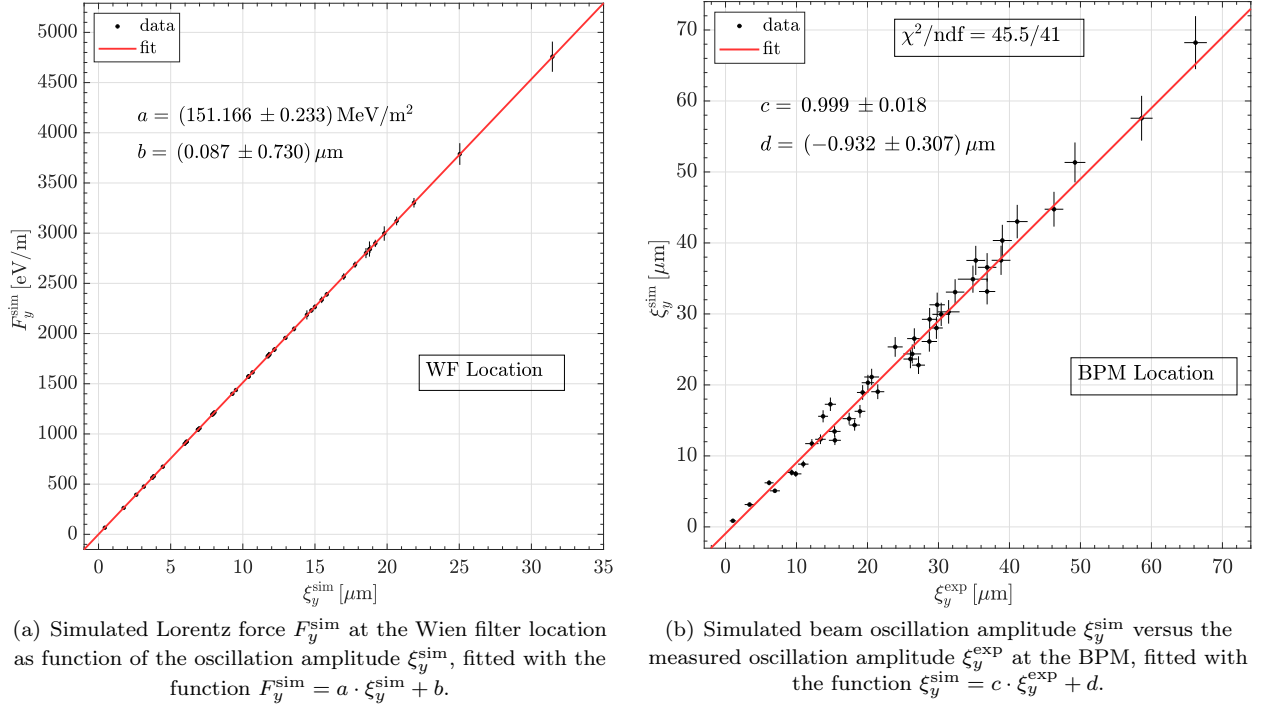 data
fit
a = (151.166 ± 0.233) MeV/m²
b = (0.087 ± 0.730) μm
WF Location
5000
4500
4000
3500
3000
2500
2000
1500
1000
500
0
F_y^sim [eV/m]
0 5 10 15 20 25 30 35
ξ_y^sim [μm]
(a) Simulated Lorentz force F_y^sim at the Wien filter location
as function of the oscillation amplitude ξ_y^sim, fitted with the
function F_y^sim = a · ξ_y^sim + b.
data
fit
χ²/ndf = 45.5/41
c = 0.999 ± 0.018
d = (−0.932 ± 0.307) μm
BPM Location
70
60
50
40
30
20
10
0
ξ_y^sim [μm]
0 10 20 30 40 50 60 70
ξ_y^exp [μm]
(b) Simulated beam oscillation amplitude ξ_y^sim versus the
measured oscillation amplitude ξ_y^exp at the BPM, fitted with
the function ξ_y^sim = c · ξ_y^exp + d.